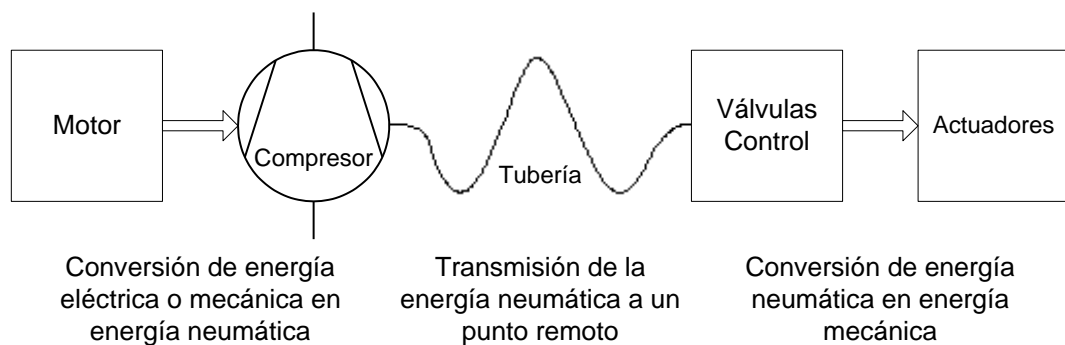 Motor
Compresor
Tubería
Válvulas
Control
Actuadores
Conversión de energía
eléctrica o mecánica en
energía neumática
Transmisión de la
energía neumática a un
punto remoto
Conversión de energía
neumática en energía
mecánica